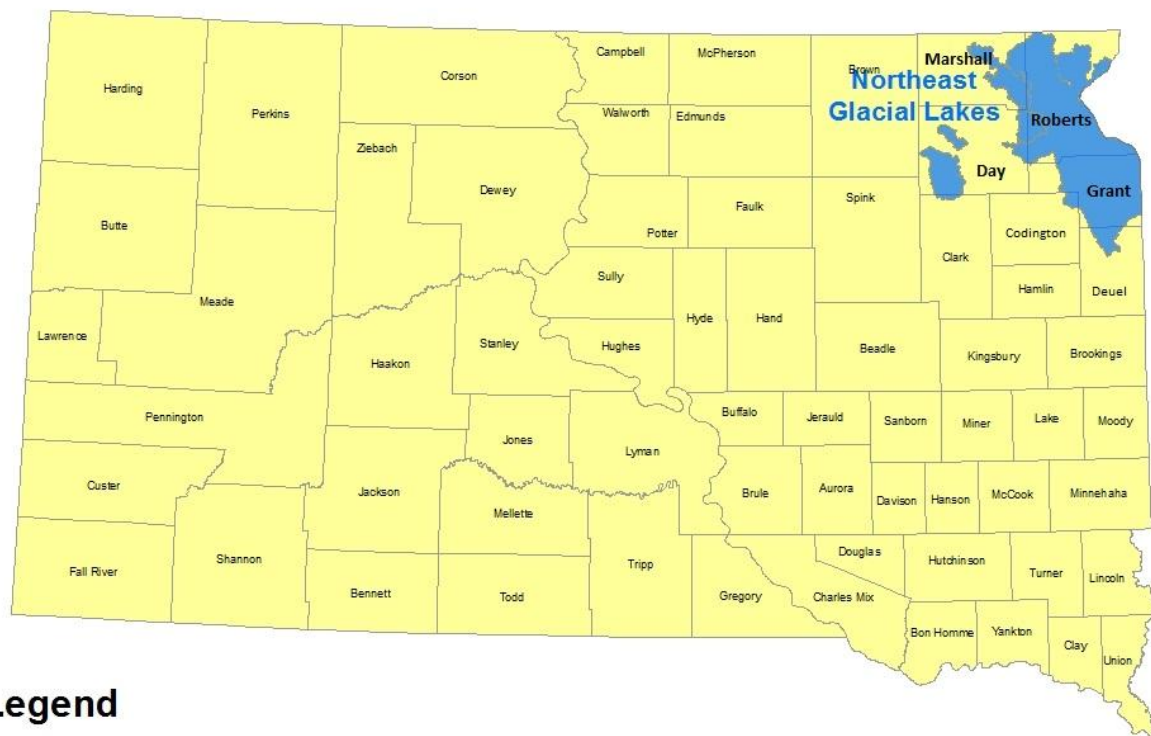 Campbell
McPherson
Marshall
Brown
Northeast
Glacial Lakes
Harding
Corson
Perkins
Walworth
Edmunds
Roberts
Ziebach
Dewey
Day
Grant
Butte
Potter
Faulk
Spink
Codington
Clark
Sully
Hamlin
Deuel
Meade
Hyde
Hand
Lawrence
Haakon
Stanley
Hughes
Beadle
Kingsbury
Brookings
Pennington
Buffalo
Jerauld
Sanborn
Miner
Lake
Moody
Jones
Lyman
Custer
Jackson
Mellette
Brule
Aurora
Davison
Hanson
McCook
Minnehaha
Fall River
Shannon
Bennett
Todd
Tripp
Gregory
Douglas
Charles Mix
Hutchinson
Turner
Lincoln
Bon Homme
Yankton
Clay
Union
Legend